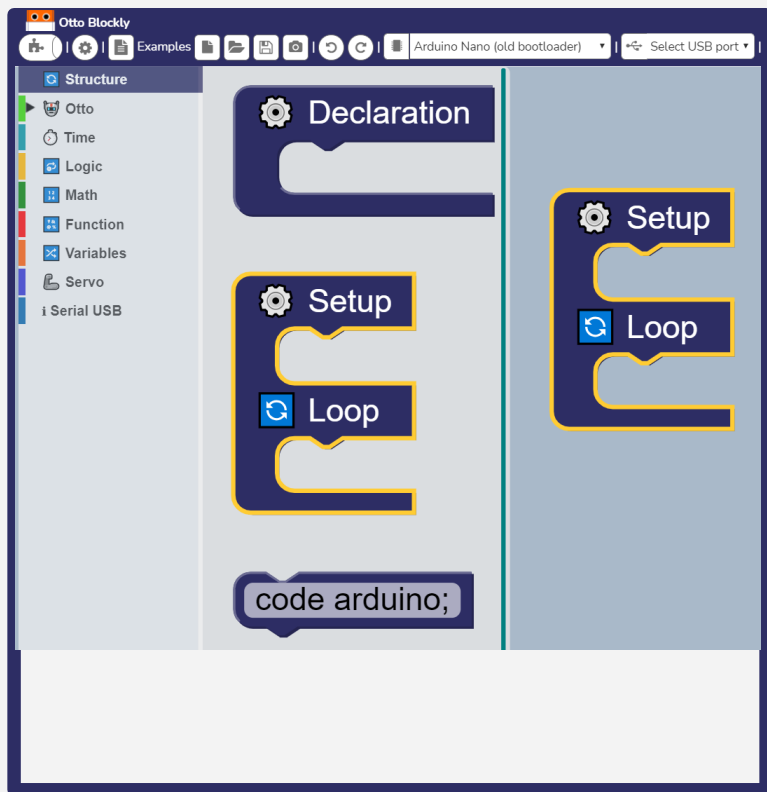 Otto Blockly
Examples Arduino Nano (old bootloader) Select USB port
Structure
Otto
Time
Logic
Math
Function
Variables
Servo
i Serial USB
Declaration
Setup
Loop
code arduino;
Setup
Loop